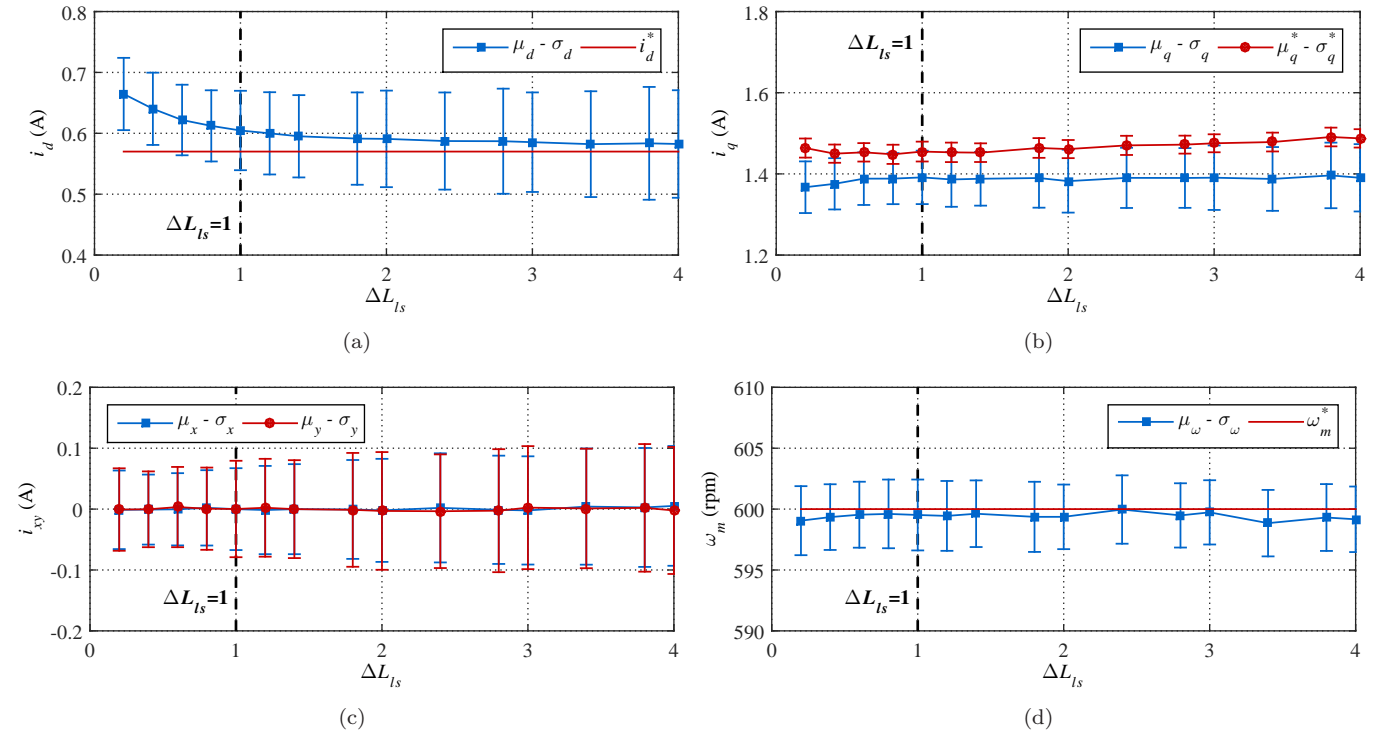 0.8
0.7
0.6
0.5
0.4
i_d (A)
μ_d - σ_d
i_d^*
ΔL_ls=1
0
1
2
3
4
ΔL_ls
(a)
1.8
1.6
1.4
1.2
i_q (A)
ΔL_ls=1
μ_q - σ_q
μ_q^* - σ_q^*
0
1
2
3
4
ΔL_ls
(b)
0.2
0.1
0
-0.1
-0.2
i_xy (A)
μ_x - σ_x
μ_y - σ_y
ΔL_ls=1
0
1
2
3
4
ΔL_ls
(c)
610
605
600
595
590
ω_m (rpm)
μ_ω - σ_ω
ω_m^*
ΔL_ls=1
0
1
2
3
4
ΔL_ls
(d)